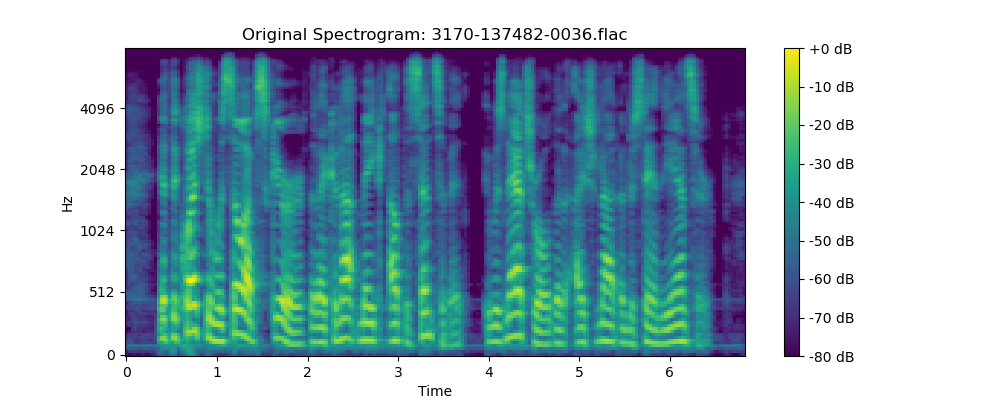 Original Spectrogram: 3170-137482-0036.flac
Hz
4096
2048
1024
512
0
0 1 2 3 4 5 6
Time
+0 dB
-10 dB
-20 dB
-30 dB
-40 dB
-50 dB
-60 dB
-70 dB
-80 dB